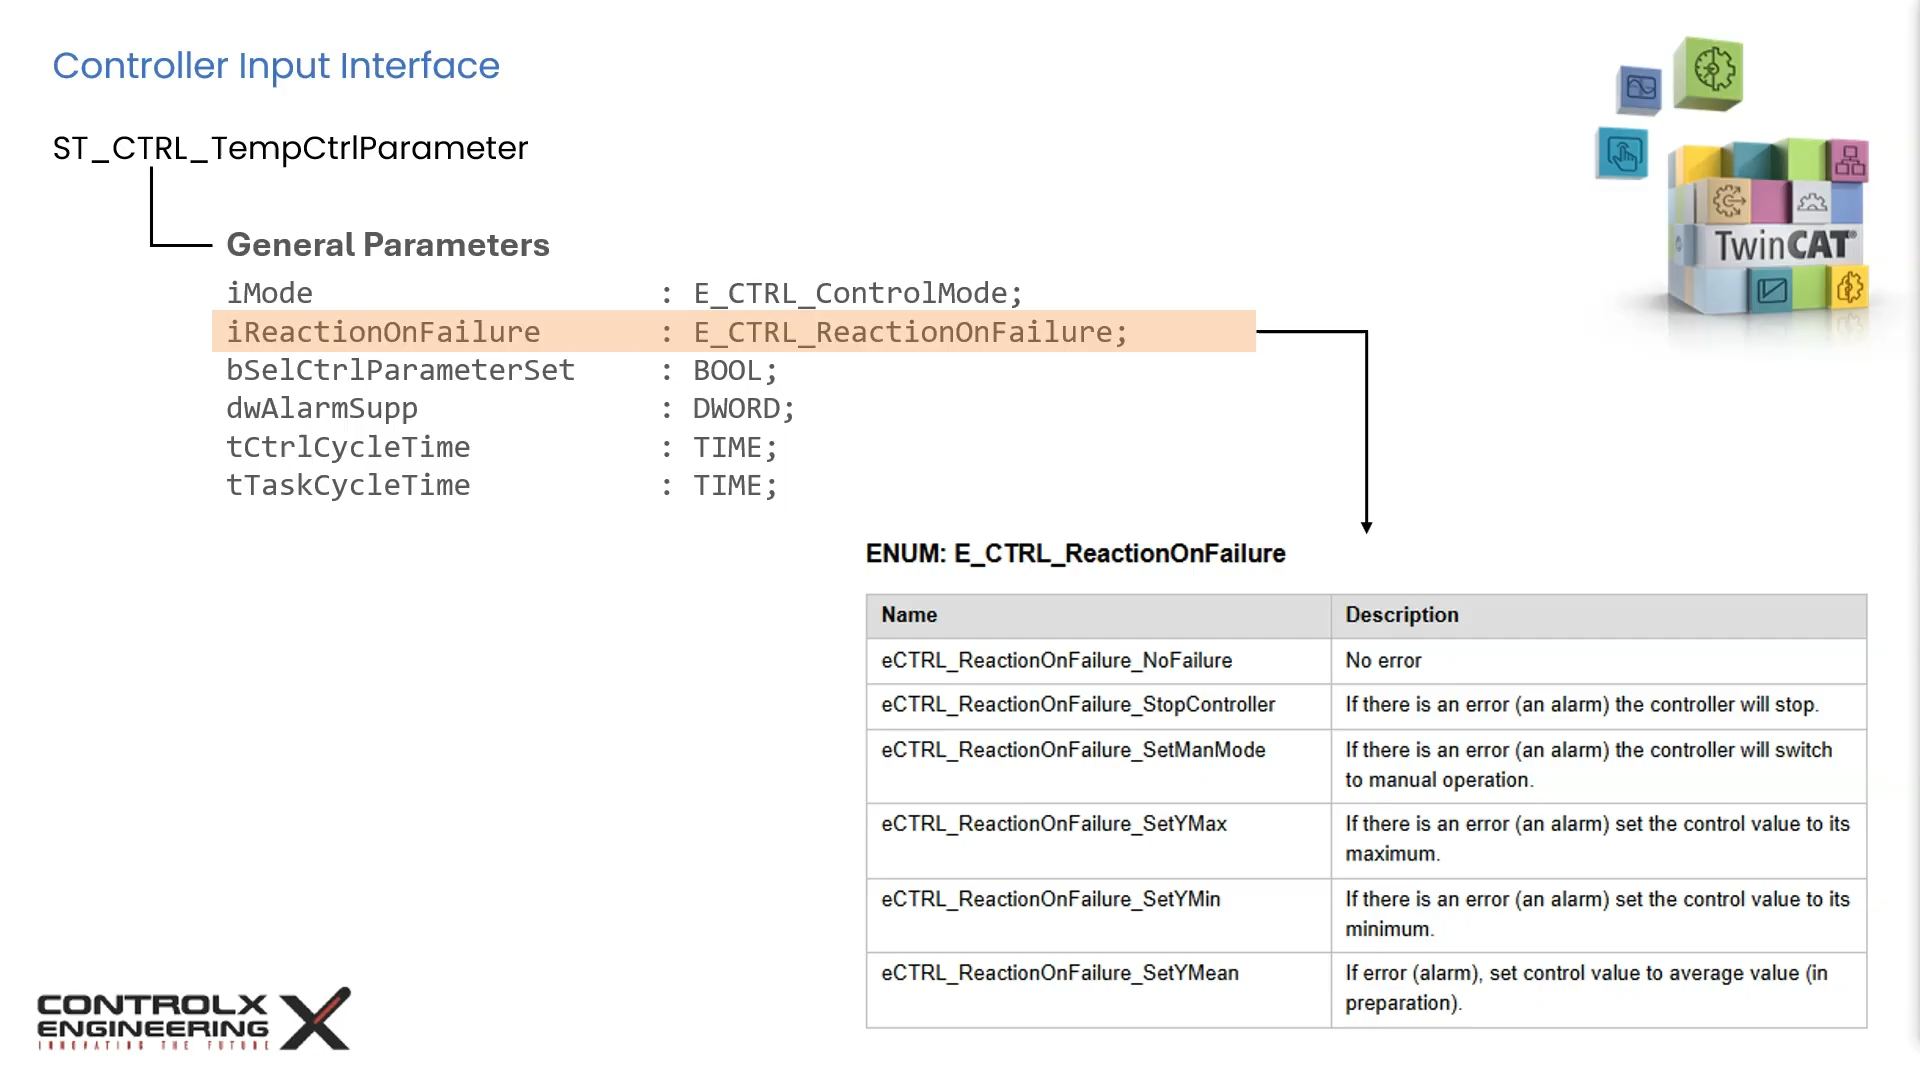 Controller Input Interface
ST_CTRL_TempCtrlParameter
General Parameters
iMode : E_CTRL_ControlMode;
iReactionOnFailure : E_CTRL_ReactionOnFailure;
bSelCtrlParameterSet : BOOL;
dwAlarmSupp : DWORD;
tCtrlCycleTime : TIME;
tTaskCycleTime : TIME;
TwinCAT®
ENUM: E_CTRL_ReactionOnFailure
Name Description
eCTRL_ReactionOnFailure_NoFailure No error
eCTRL_ReactionOnFailure_StopController If there is an error (an alarm) the controller will stop.
eCTRL_ReactionOnFailure_SetManMode If there is an error (an alarm) the controller will switch
to manual operation.
eCTRL_ReactionOnFailure_SetYMax If there is an error (an alarm) set the control value to its
maximum.
eCTRL_ReactionOnFailure_SetYMin If there is an error (an alarm) set the control value to its
minimum.
eCTRL_ReactionOnFailure_SetYMean If error (alarm), set control value to average value (in
preparation).
CONTROLX
ENGINEERING
INNOVATING THE FUTURE